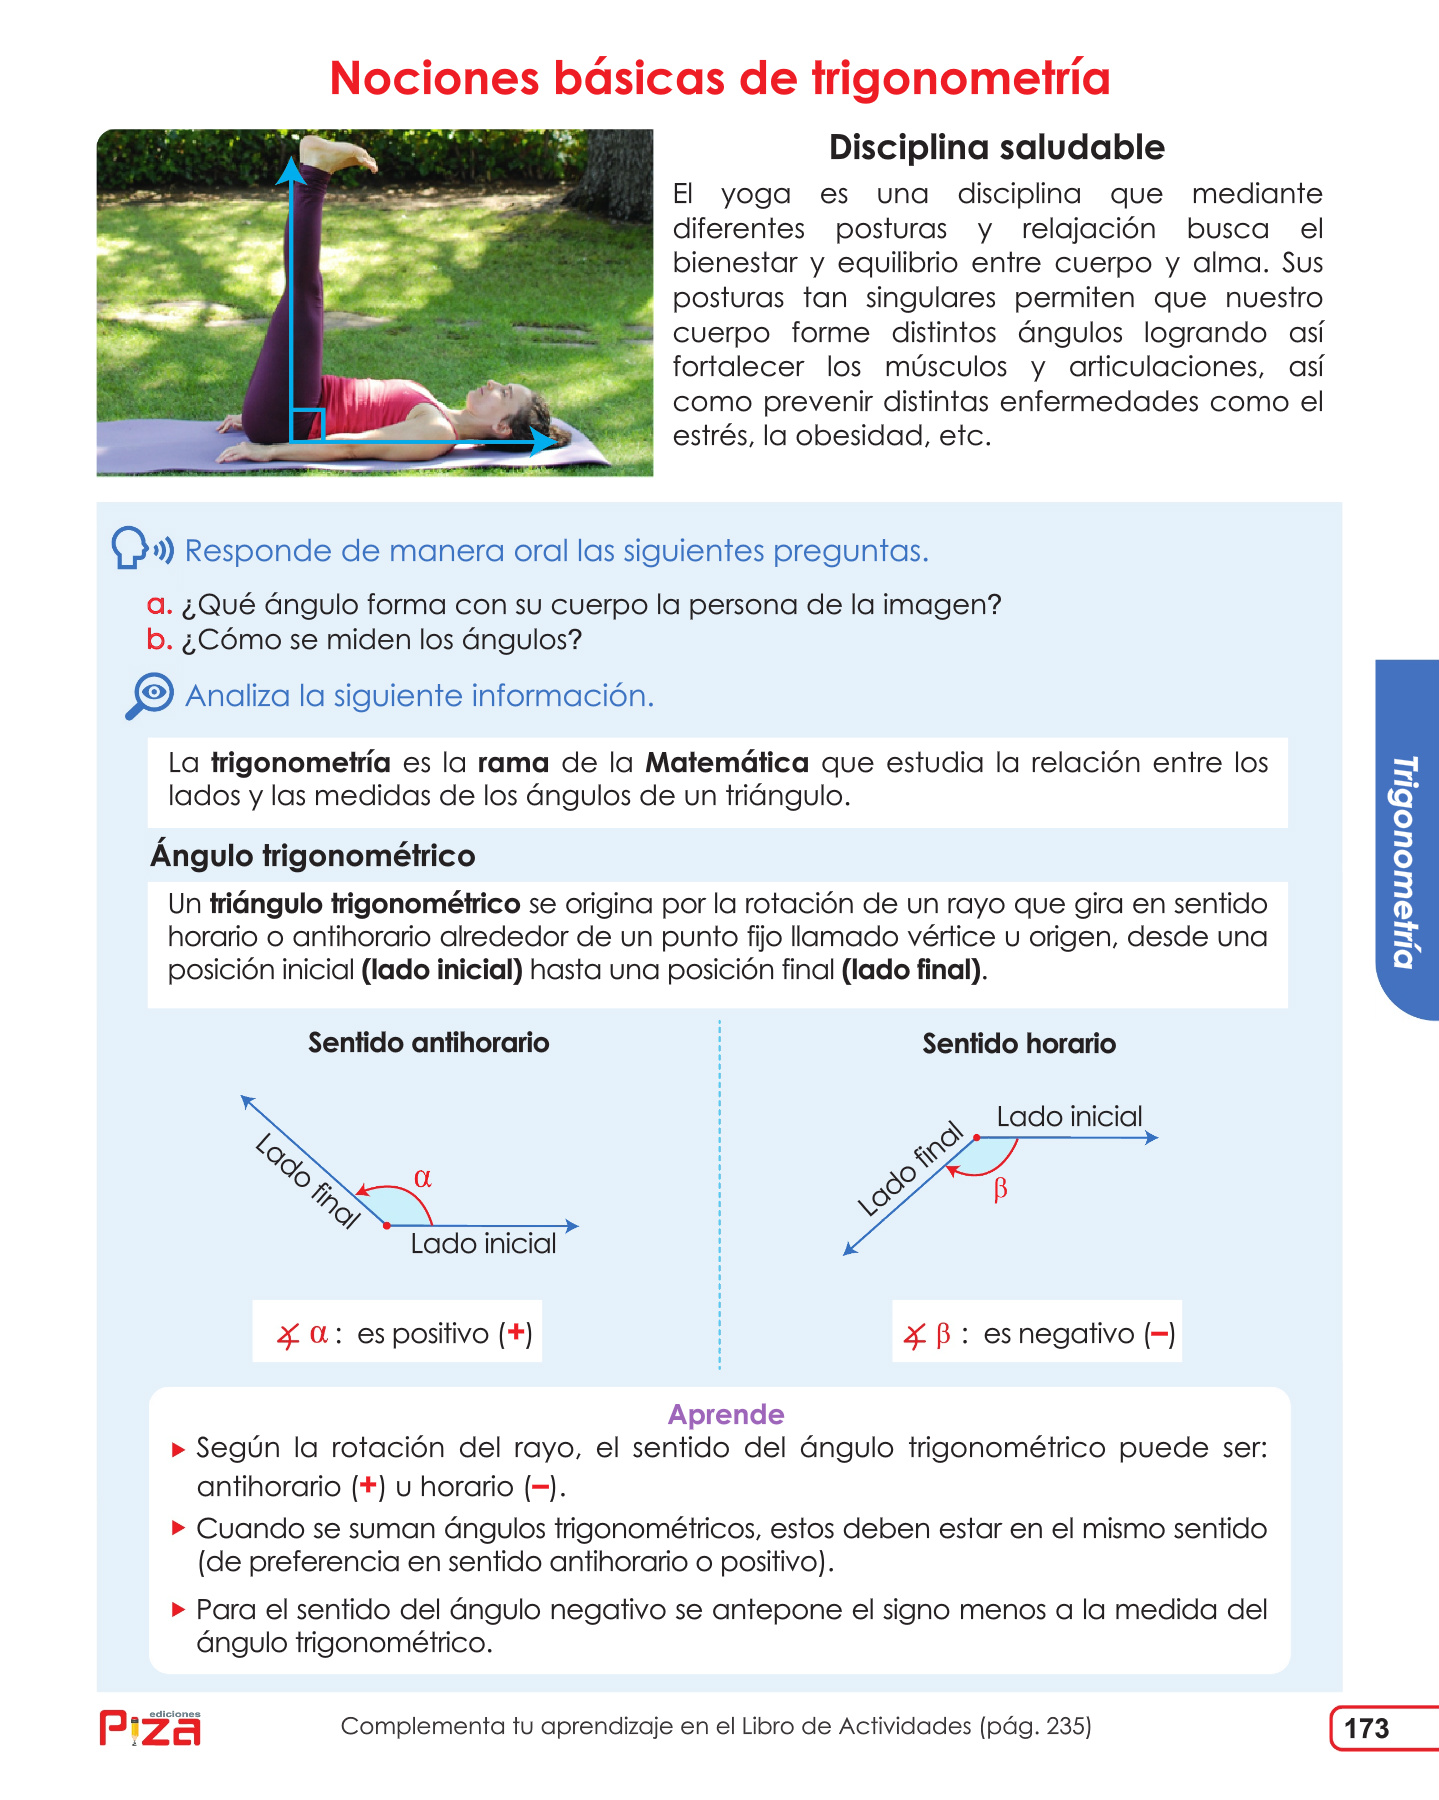 Nociones básicas de trigonometría
Disciplina saludable
El yoga es una disciplina que mediante
diferentes posturas y relajación busca el
bienestar y equilibrio entre cuerpo y alma. Sus
posturas tan singulares permiten que nuestro
cuerpo forme distintos ángulos logrando así
fortalecer los músculos y articulaciones, así
como prevenir distintas enfermedades como el
estrés, la obesidad, etc.
Responde de manera oral las siguientes preguntas.
a. ¿Qué ángulo forma con su cuerpo la persona de la imagen?
b. ¿Cómo se miden los ángulos?
Analiza la siguiente información.
La trigonometría es la rama de la Matemática que estudia la relación entre los
lados y las medidas de los ángulos de un triángulo.
Ángulo trigonométrico
Un triángulo trigonométrico se origina por la rotación de un rayo que gira en sentido
horario o antihorario alrededor de un punto fijo llamado vértice u origen, desde una
posición inicial (lado inicial) hasta una posición final (lado final).
Sentido antihorario
Lado final
α
Lado inicial
∡ α : es positivo (+)
Sentido horario
Lado inicial
Lado final
β
∡ β : es negativo (–)
Aprende
Según la rotación del rayo, el sentido del ángulo trigonométrico puede ser:
antihorario (+) u horario (–).
Cuando se suman ángulos trigonométricos, estos deben estar en el mismo sentido
(de preferencia en sentido antihorario o positivo).
Para el sentido del ángulo negativo se antepone el signo menos a la medida del
ángulo trigonométrico.
Trigonometría
ediciones
Piza
Complementa tu aprendizaje en el Libro de Actividades (pág. 235)
173